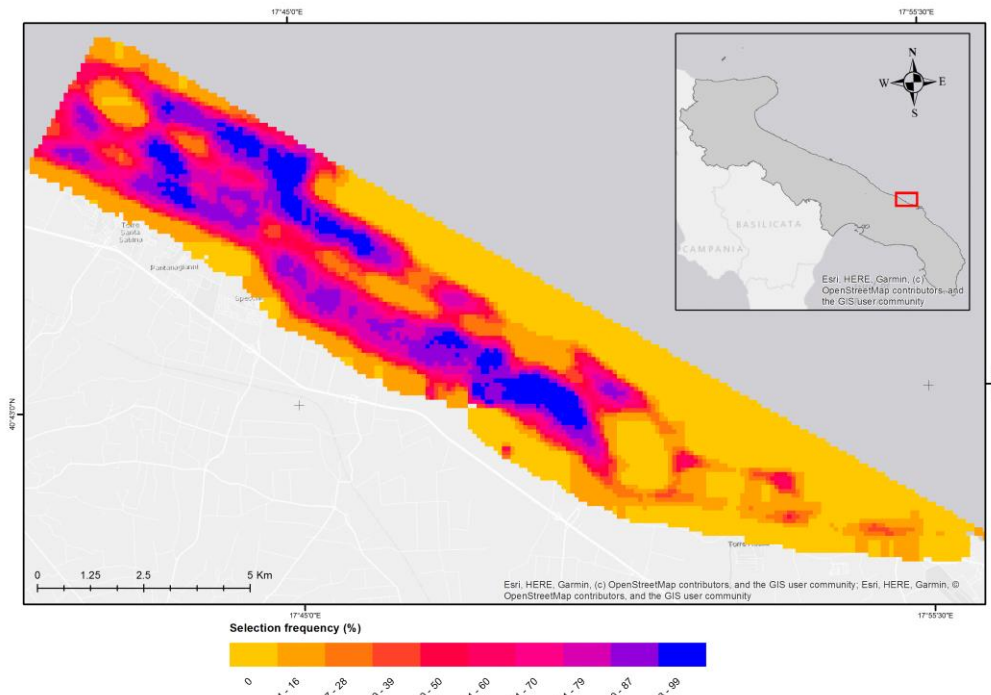 17°45'0"E 17°55'30"E
N
W E
S
BASILICATA
CAMPANIA
Esri, HERE, Garmin, (c)
OpenStreetMap contributors, and
the GIS user community
Torre
Santa
Sabina
Pantanagianni
40°43'0"N
0 1.25 2.5 5 Km
Esri, HERE, Garmin, (c) OpenStreetMap contributors, and the GIS user community; Esri, HERE, Garmin, ©
OpenStreetMap contributors, and the GIS user community
17°45'0"E 17°55'30"E
Selection frequency (%)
0